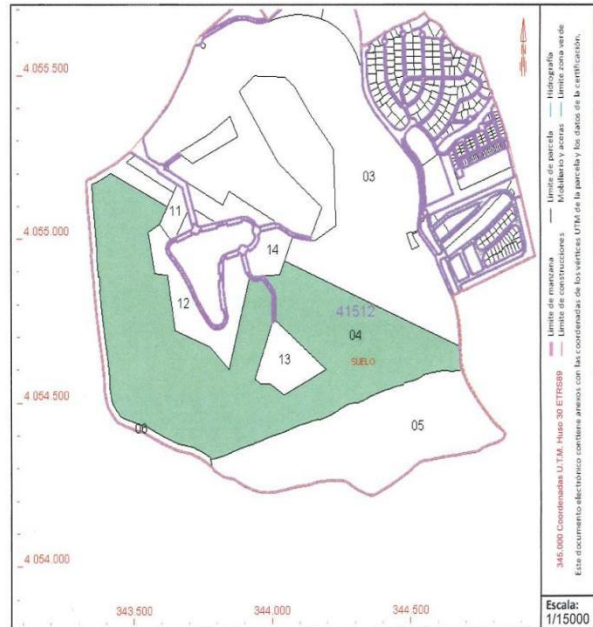 4 055 500
4 055 000
4 054 500
4 054 000
343.500
344.000
344 500
03
11
14
12
41512
04
SUELO
13
05
06
345.000 Coordenadas U.T.M. Huso 30 ETRS89
Límite de manzana
Límite de parcela
Hidrografía
Límite de construcciones
Mobiliario y aceras
Límite zona verde
Este documento electrónico contiene anexos con las coordenadas de los vértices UTM de la parcela y los datos de la certificación.
Escala:
1/15000